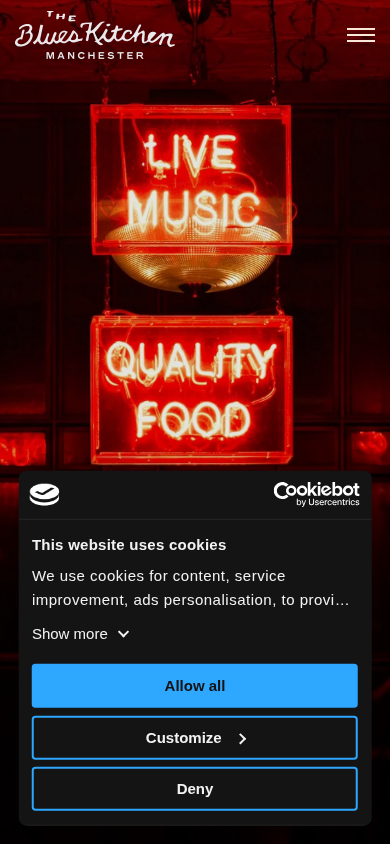 THE
Blues Kitchen
MANCHESTER
LIVE
MUSIC
QUALITY
FOOD
Cookiebot
by Usercentrics
This website uses cookies
We use cookies for content, service
improvement, ads personalisation, to provi…
Show more
Allow all
Customize
Deny